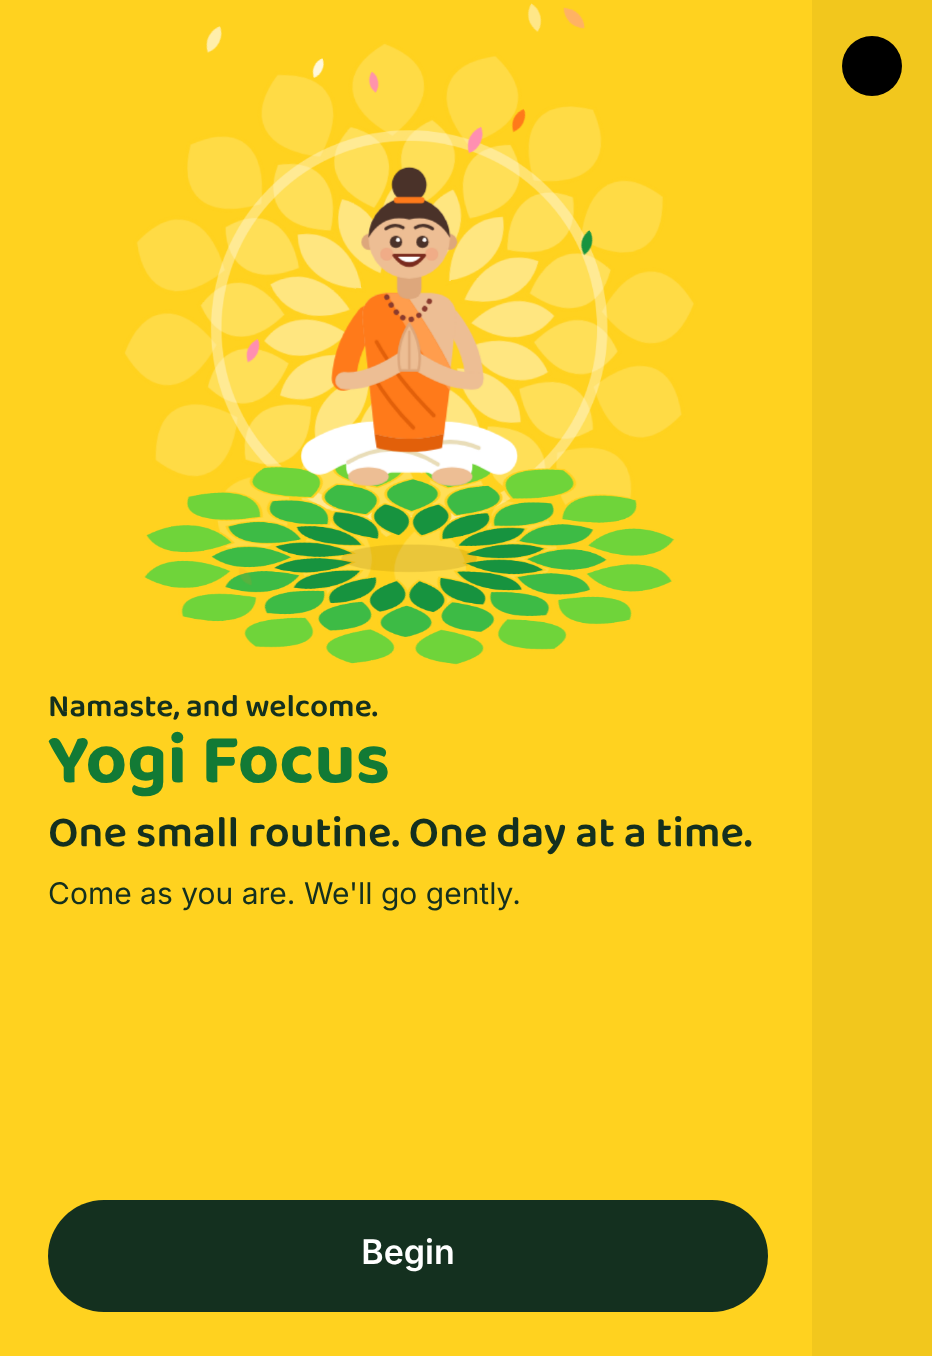 Namaste, and welcome.
Yogi Focus
One small routine. One day at a time.
Come as you are. We'll go gently.
Begin